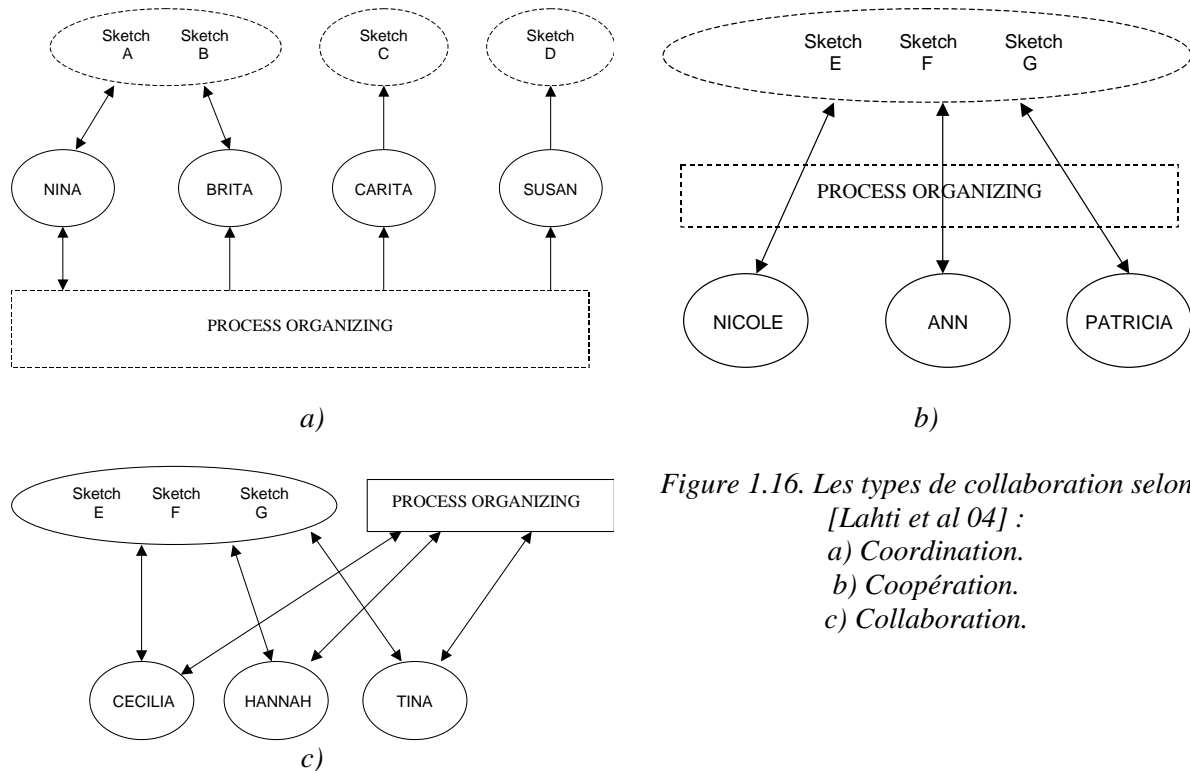 Sketch Sketch
A B
Sketch
C
Sketch
D
NINA BRITA CARITA SUSAN
PROCESS ORGANIZING
a)
Sketch Sketch Sketch
E F G
PROCESS ORGANIZING
NICOLE ANN PATRICIA
b)
Sketch Sketch Sketch
E F G
PROCESS ORGANIZING
CECILIA HANNAH TINA
c)
Figure 1.16. Les types de collaboration selon
[Lahti et al 04] :
a) Coordination.
b) Coopération.
c) Collaboration.